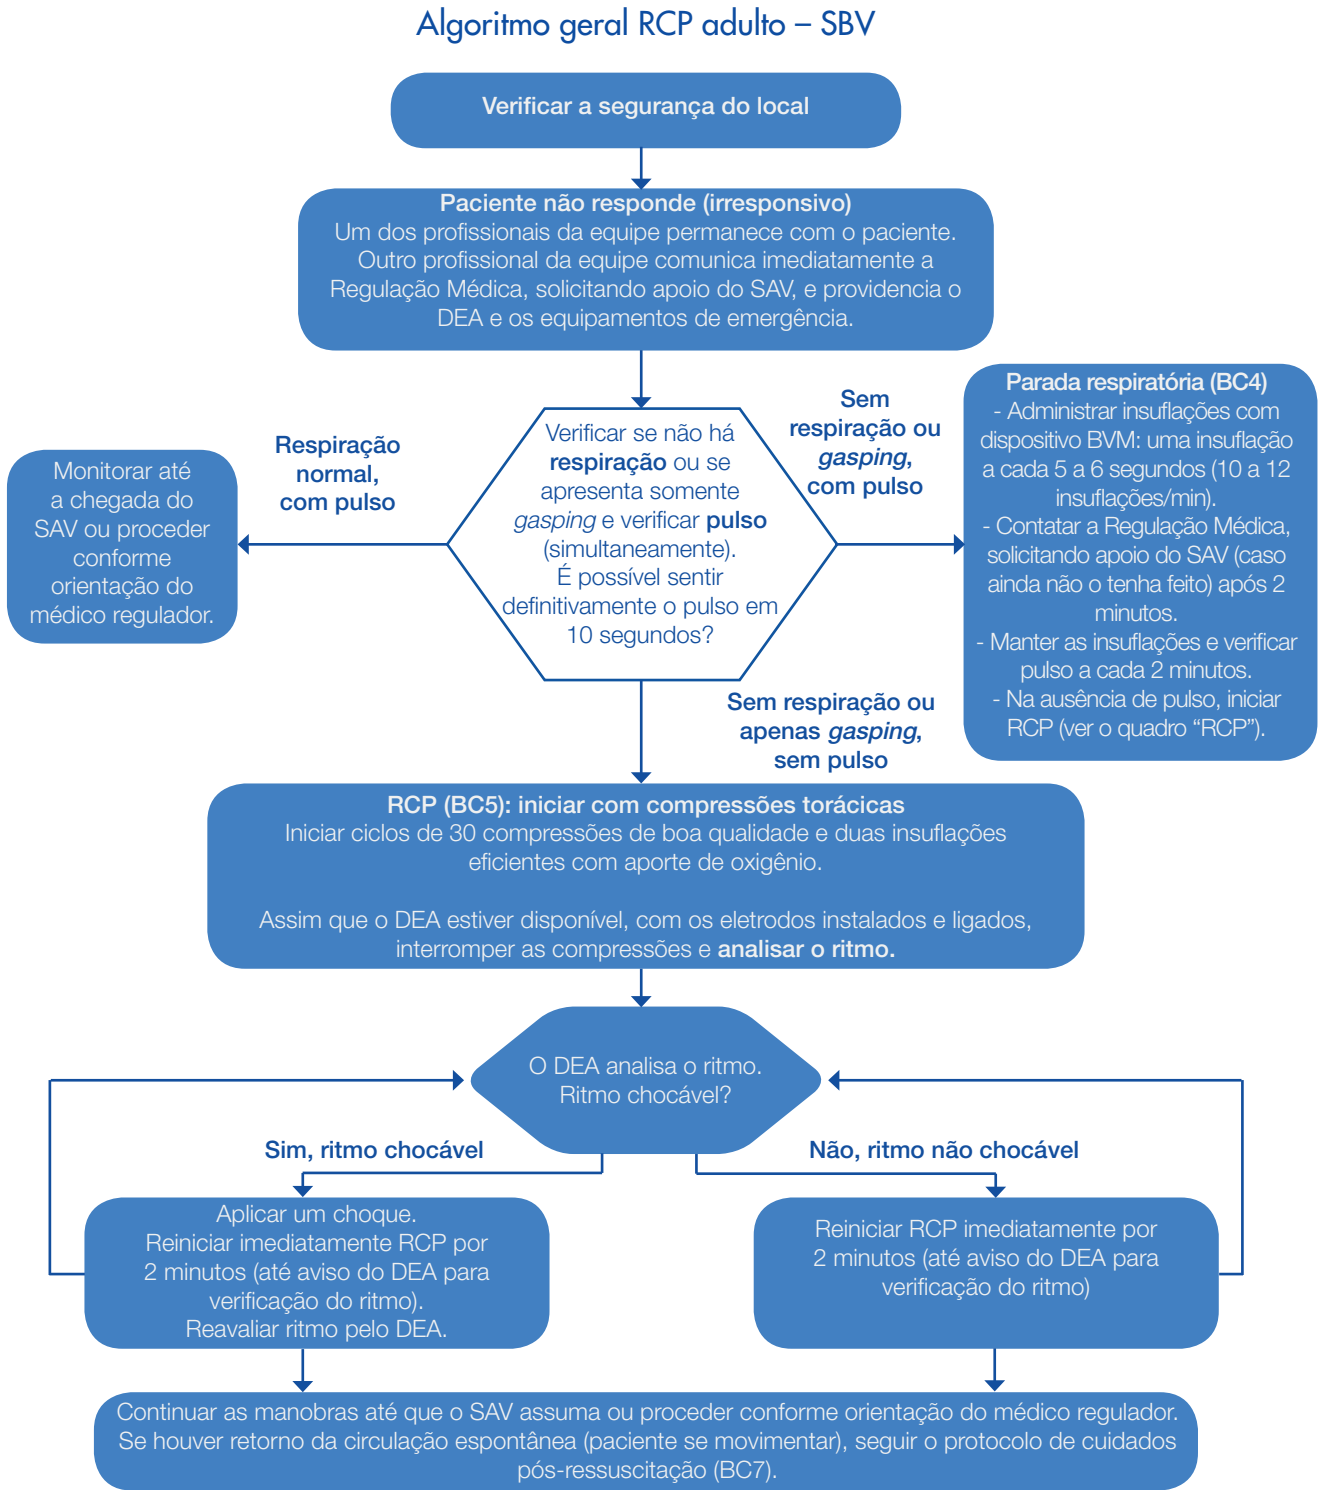 Algoritmo geral RCP adulto – SBV
Verificar a segurança do local
Paciente não responde (irresponsivo)
Um dos profissionais da equipe permanece com o paciente.
Outro profissional da equipe comunica imediatamente a
Regulação Médica, solicitando apoio do SAV, e providencia o
DEA e os equipamentos de emergência.
Verificar se não há
respiração ou se
apresenta somente
gasping e verificar pulso
(simultaneamente).
É possível sentir
definitivamente o pulso em
10 segundos?
Respiração
normal,
com pulso
Monitorar até
a chegada do
SAV ou proceder
conforme
orientação do
médico regulador.
Sem
respiração ou
gasping,
com pulso
Parada respiratória (BC4)
- Administrar insuflações com
dispositivo BVM: uma insuflação
a cada 5 a 6 segundos (10 a 12
insuflações/min).
- Contatar a Regulação Médica,
solicitando apoio do SAV (caso
ainda não o tenha feito) após 2
minutos.
- Manter as insuflações e verificar
pulso a cada 2 minutos.
- Na ausência de pulso, iniciar
RCP (ver o quadro “RCP”).
Sem respiração ou
apenas gasping,
sem pulso
RCP (BC5): iniciar com compressões torácicas
Iniciar ciclos de 30 compressões de boa qualidade e duas insuflações
eficientes com aporte de oxigênio.
Assim que o DEA estiver disponível, com os eletrodos instalados e ligados,
interromper as compressões e analisar o ritmo.
O DEA analisa o ritmo.
Ritmo chocável?
Sim, ritmo chocável
Não, ritmo não chocável
Aplicar um choque.
Reiniciar imediatamente RCP por
2 minutos (até aviso do DEA para
verificação do ritmo).
Reavaliar ritmo pelo DEA.
Reiniciar RCP imediatamente por
2 minutos (até aviso do DEA para
verificação do ritmo)
Continuar as manobras até que o SAV assuma ou proceder conforme orientação do médico regulador.
Se houver retorno da circulação espontânea (paciente se movimentar), seguir o protocolo de cuidados
pós-ressuscitação (BC7).